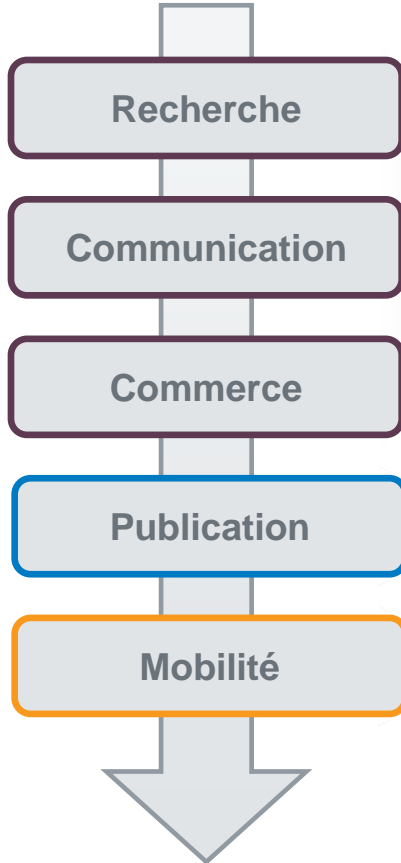 Recherche
Communication
Commerce
Publication
Mobilité